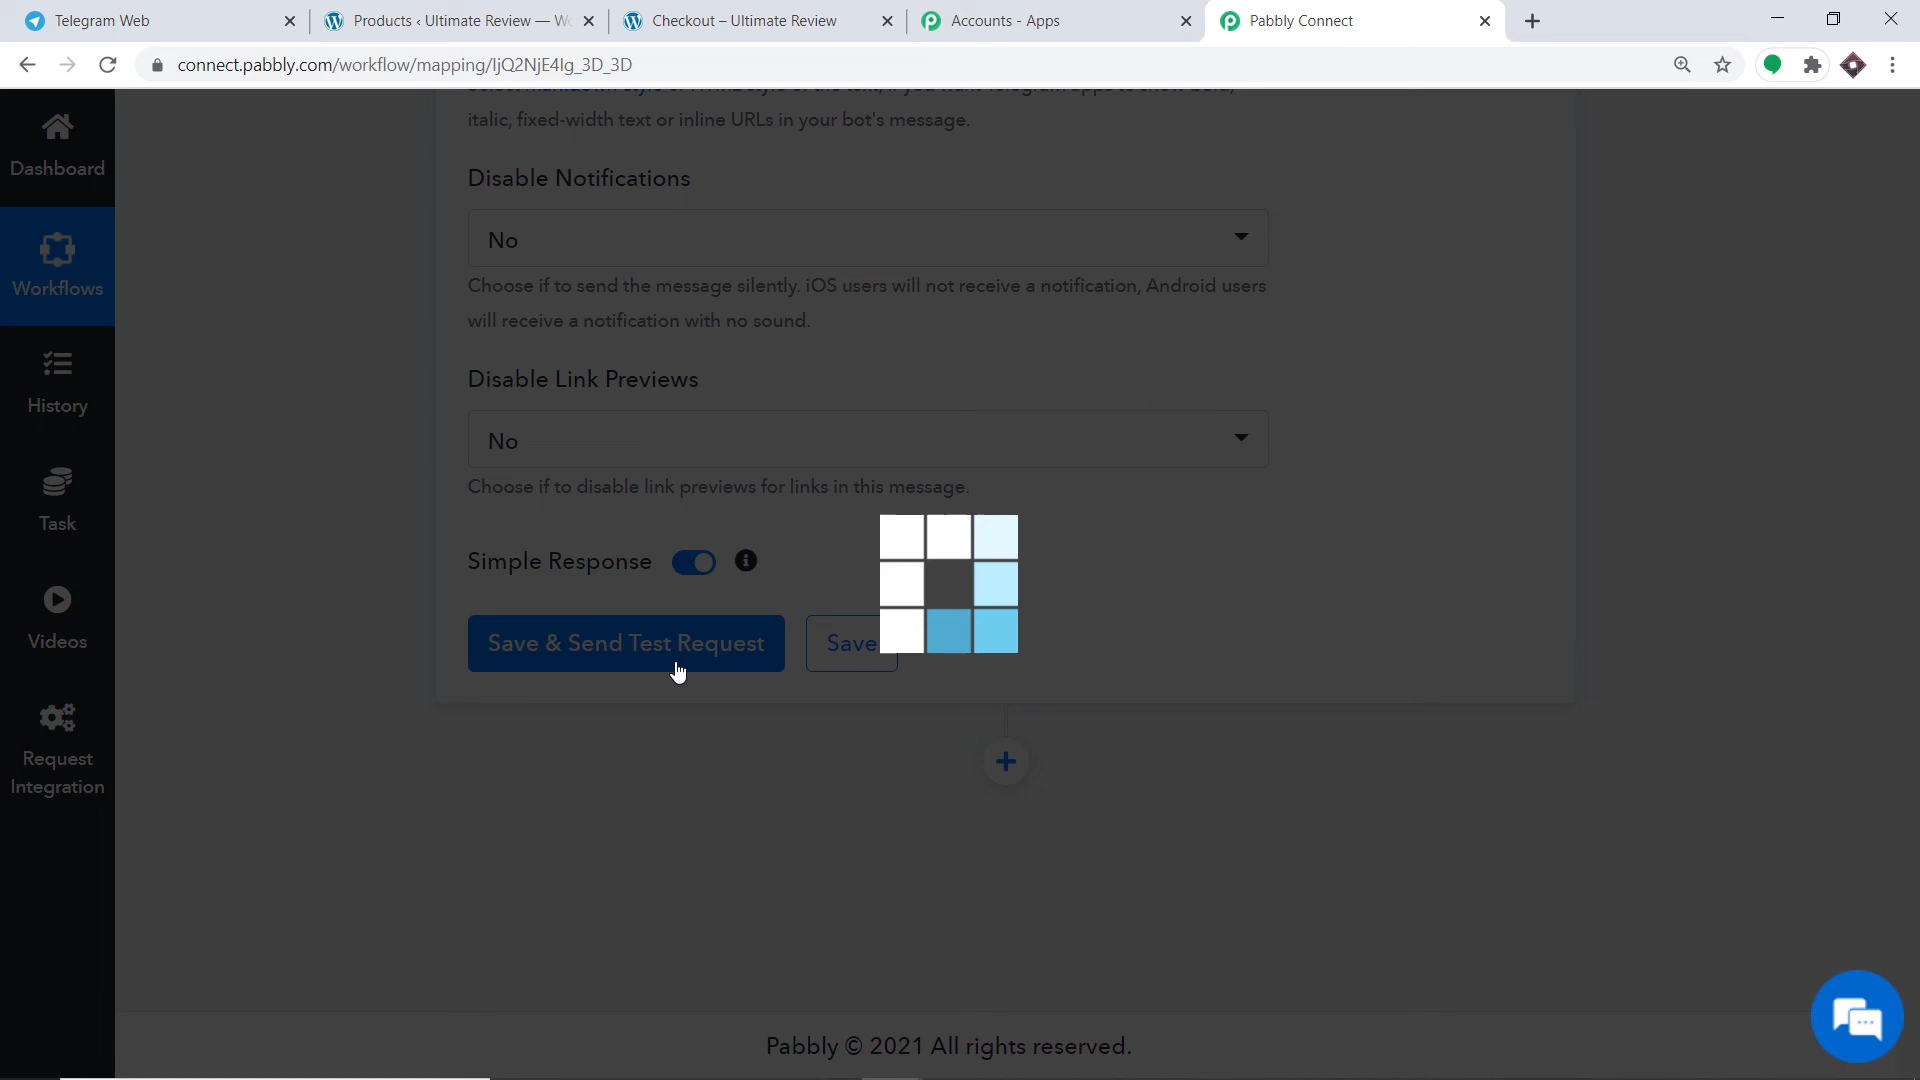 Telegram Web
Products ‹ Ultimate Review — W
Checkout – Ultimate Review
Accounts - Apps
Pabbly Connect
connect.pabbly.com/workflow/mapping/IjQ2NjE4Ig_3D_3D
Dashboard
Workflows
History
Task
Videos
Request
Integration
italic, fixed-width text or inline URLs in your bot's message.
Disable Notifications
No
Choose if to send the message silently. iOS users will not receive a notification, Android users
will receive a notification with no sound.
Disable Link Previews
No
Choose if to disable link previews for links in this message.
Simple Response
Save & Send Test Request
Save
Pabbly © 2021 All rights reserved.